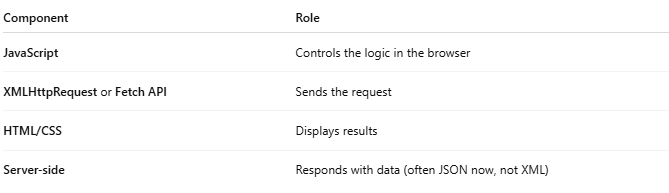 Component Role
JavaScript Controls the logic in the browser
XMLHttpRequest or Fetch API Sends the request
HTML/CSS Displays results
Server-side Responds with data (often JSON now, not XML)